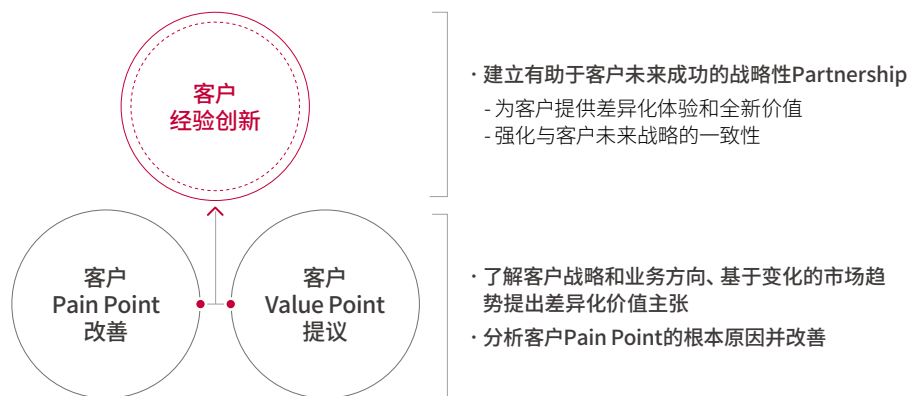 客户
经验创新
· 建立有助于客户未来成功的战略性Partnership
- 为客户提供差异化体验和全新价值
- 强化与客户未来战略的一致性
客户
Pain Point
改善
客户
Value Point
提议
· 了解客户战略和业务方向、基于变化的市场趋
势提出差异化价值主张
· 分析客户Pain Point的根本原因并改善